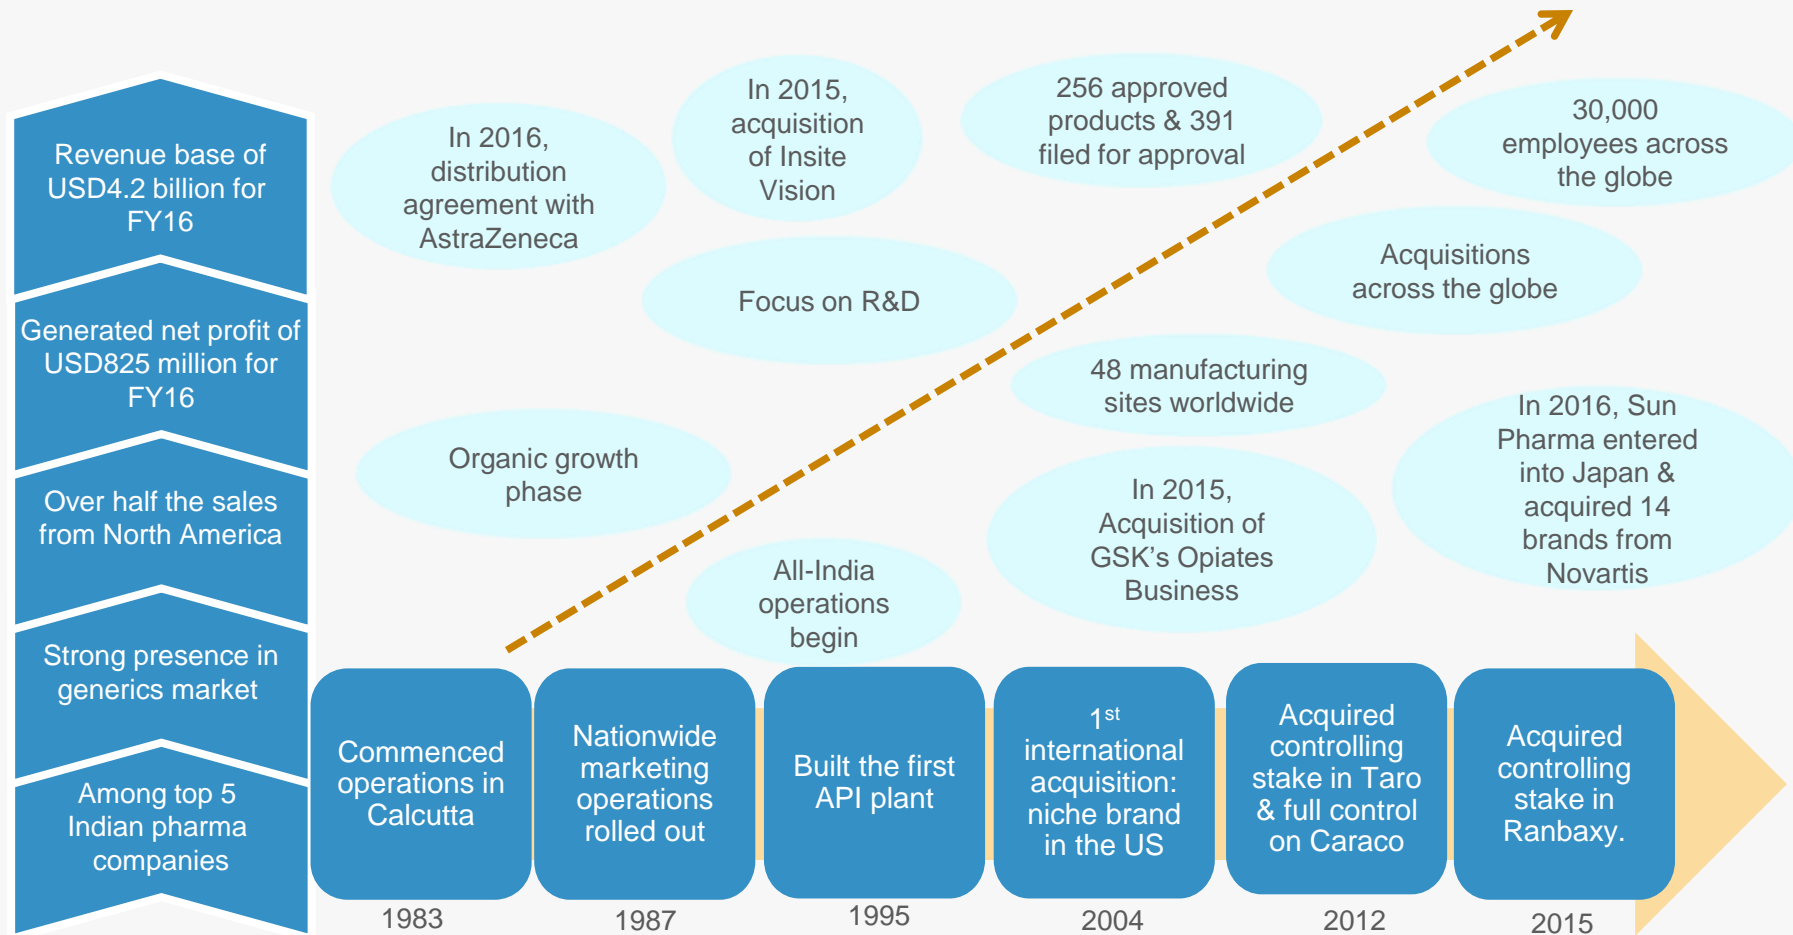 Revenue base of
USD4.2 billion for
FY16
Generated net profit of
USD825 million for
FY16
Over half the sales
from North America
Strong presence in
generics market
Among top 5
Indian pharma
companies
In 2016,
distribution
agreement with
AstraZeneca
In 2015,
acquisition
of Insite
Vision
256 approved
products & 391
filed for approval
30,000
employees across
the globe
Focus on R&D
Acquisitions
across the globe
48 manufacturing
sites worldwide
Organic growth
phase
In 2015,
Acquisition of
GSK’s Opiates
Business
In 2016, Sun
Pharma entered
into Japan &
acquired 14
brands from
Novartis
All-India
operations
begin
Commenced
operations in
Calcutta
Nationwide
marketing
operations
rolled out
Built the first
API plant
1st
international
acquisition:
niche brand
in the US
Acquired
controlling
stake in Taro
& full control
on Caraco
Acquired
controlling
stake in
Ranbaxy.
1983
1987
1995
2004
2012
2015